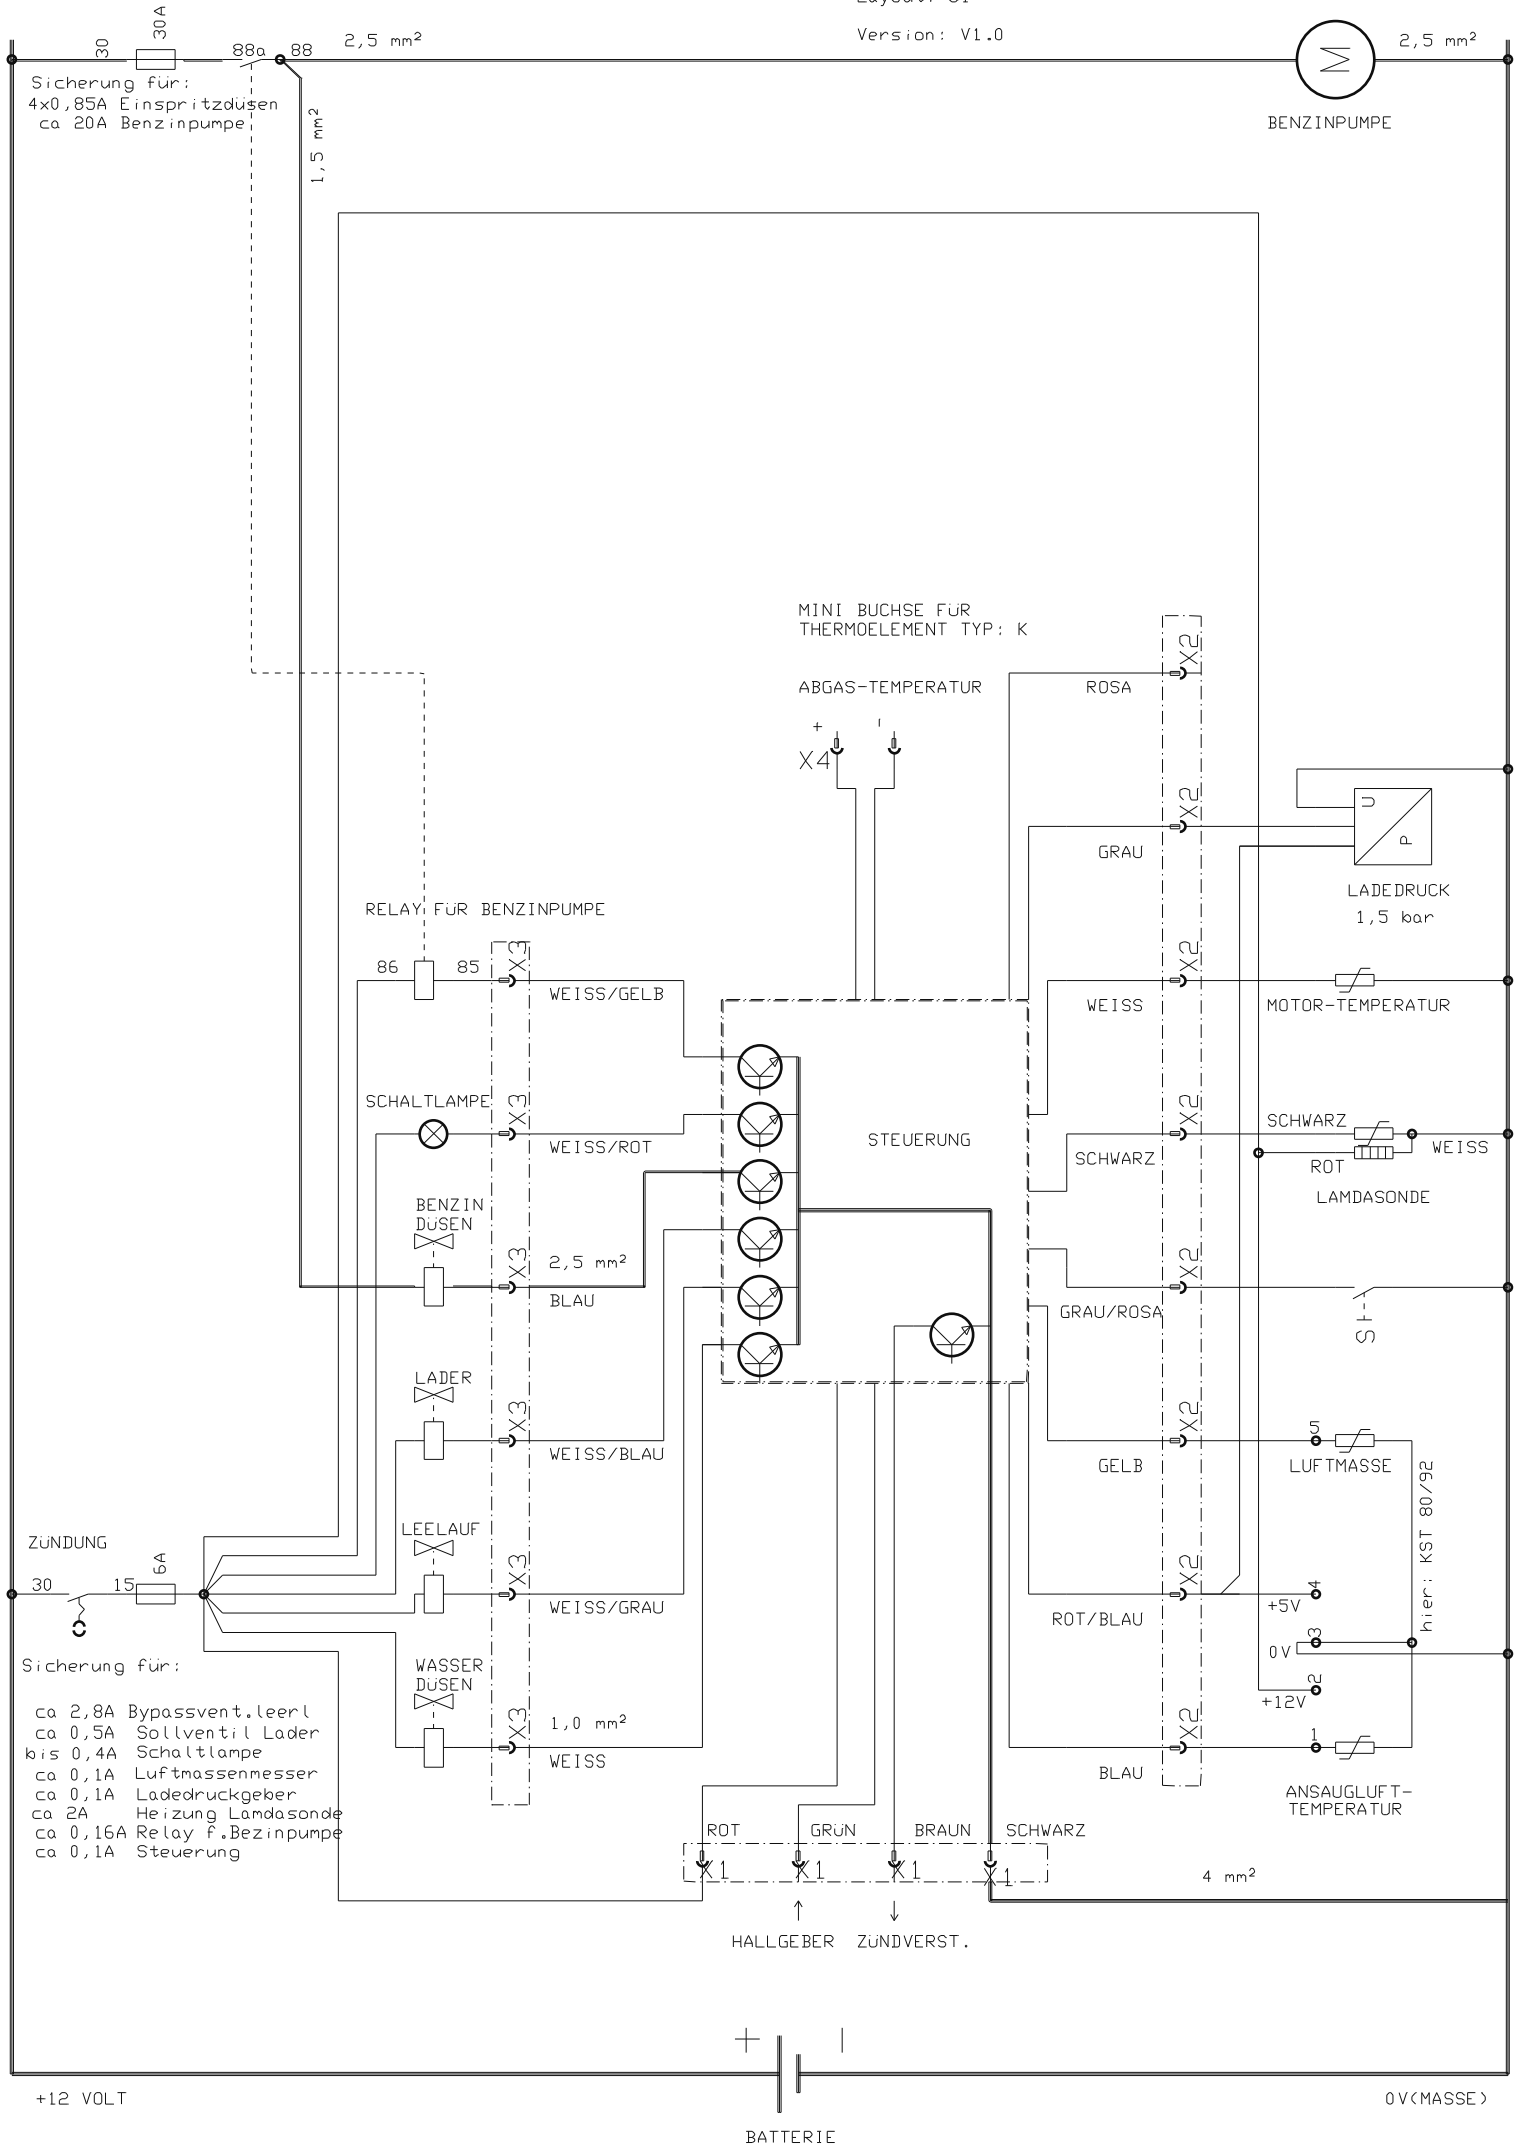 Version: V1.0
30
30A
88a
88
2,5 mm²
M
2,5 mm²
Sicherung für:
4x0,85A Einspritzdüsen
ca 20A Benzinpumpe
1,5 mm²
BENZINPUMPE
MINI BUCHSE FüR
THERMOELEMENT TYP: K
ABGAS-TEMPERATUR
+
-
X4
X2
ROSA
X2
GRAU
U
P
LADEDRUCK
1,5 bar
RELAY FüR BENZINPUMPE
86
85
X3
WEISS/GELB
X2
WEISS
MOTOR-TEMPERATUR
SCHALTLAMPE
X3
WEISS/ROT
STEUERUNG
X2
SCHWARZ
SCHWARZ
ROT
WEISS
LAMDASONDE
BENZIN
DüSEN
X3
2,5 mm²
BLAU
X2
GRAU/ROSA
S1
LADER
X3
WEISS/BLAU
X2
GELB
5
LUFTMASSE
hier: KST 80/92
ZüNDUNG
30
15
6A
LEELAUF
X3
WEISS/GRAU
X2
ROT/BLAU
4
+5V
3
0V
2
+12V
Sicherung für:
ca 2,8A Bypassvent.leerl
ca 0,5A Sollventil Lader
bis 0,4A Schaltlampe
ca 0,1A Luftmassenmesser
ca 0,1A Ladedruckgeber
ca 2A Heizung Lamdasonde
ca 0,16A Relay f.Bezinpumpe
ca 0,1A Steuerung
WASSER
DüSEN
X3
1,0 mm²
WEISS
X2
BLAU
1
ANSAUGLUFT-
TEMPERATUR
ROT
GRüN
BRAUN
SCHWARZ
X1
X1
X1
X1
4 mm²
HALLGEBER
ZüNDVERST.
+
-
+12 VOLT
0V(MASSE)
BATTERIE